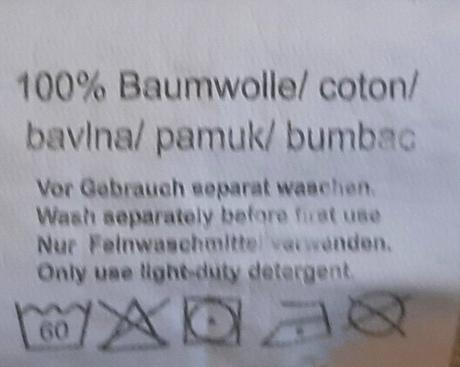 100% Baumwolle/ coton/
bavlna/ pamuk/ bumbac
Vor Gebrauch separat waschen.
Wash separately before first use
Nur Feinwaschmittel verwenden.
Only use light-duty detergent.
60